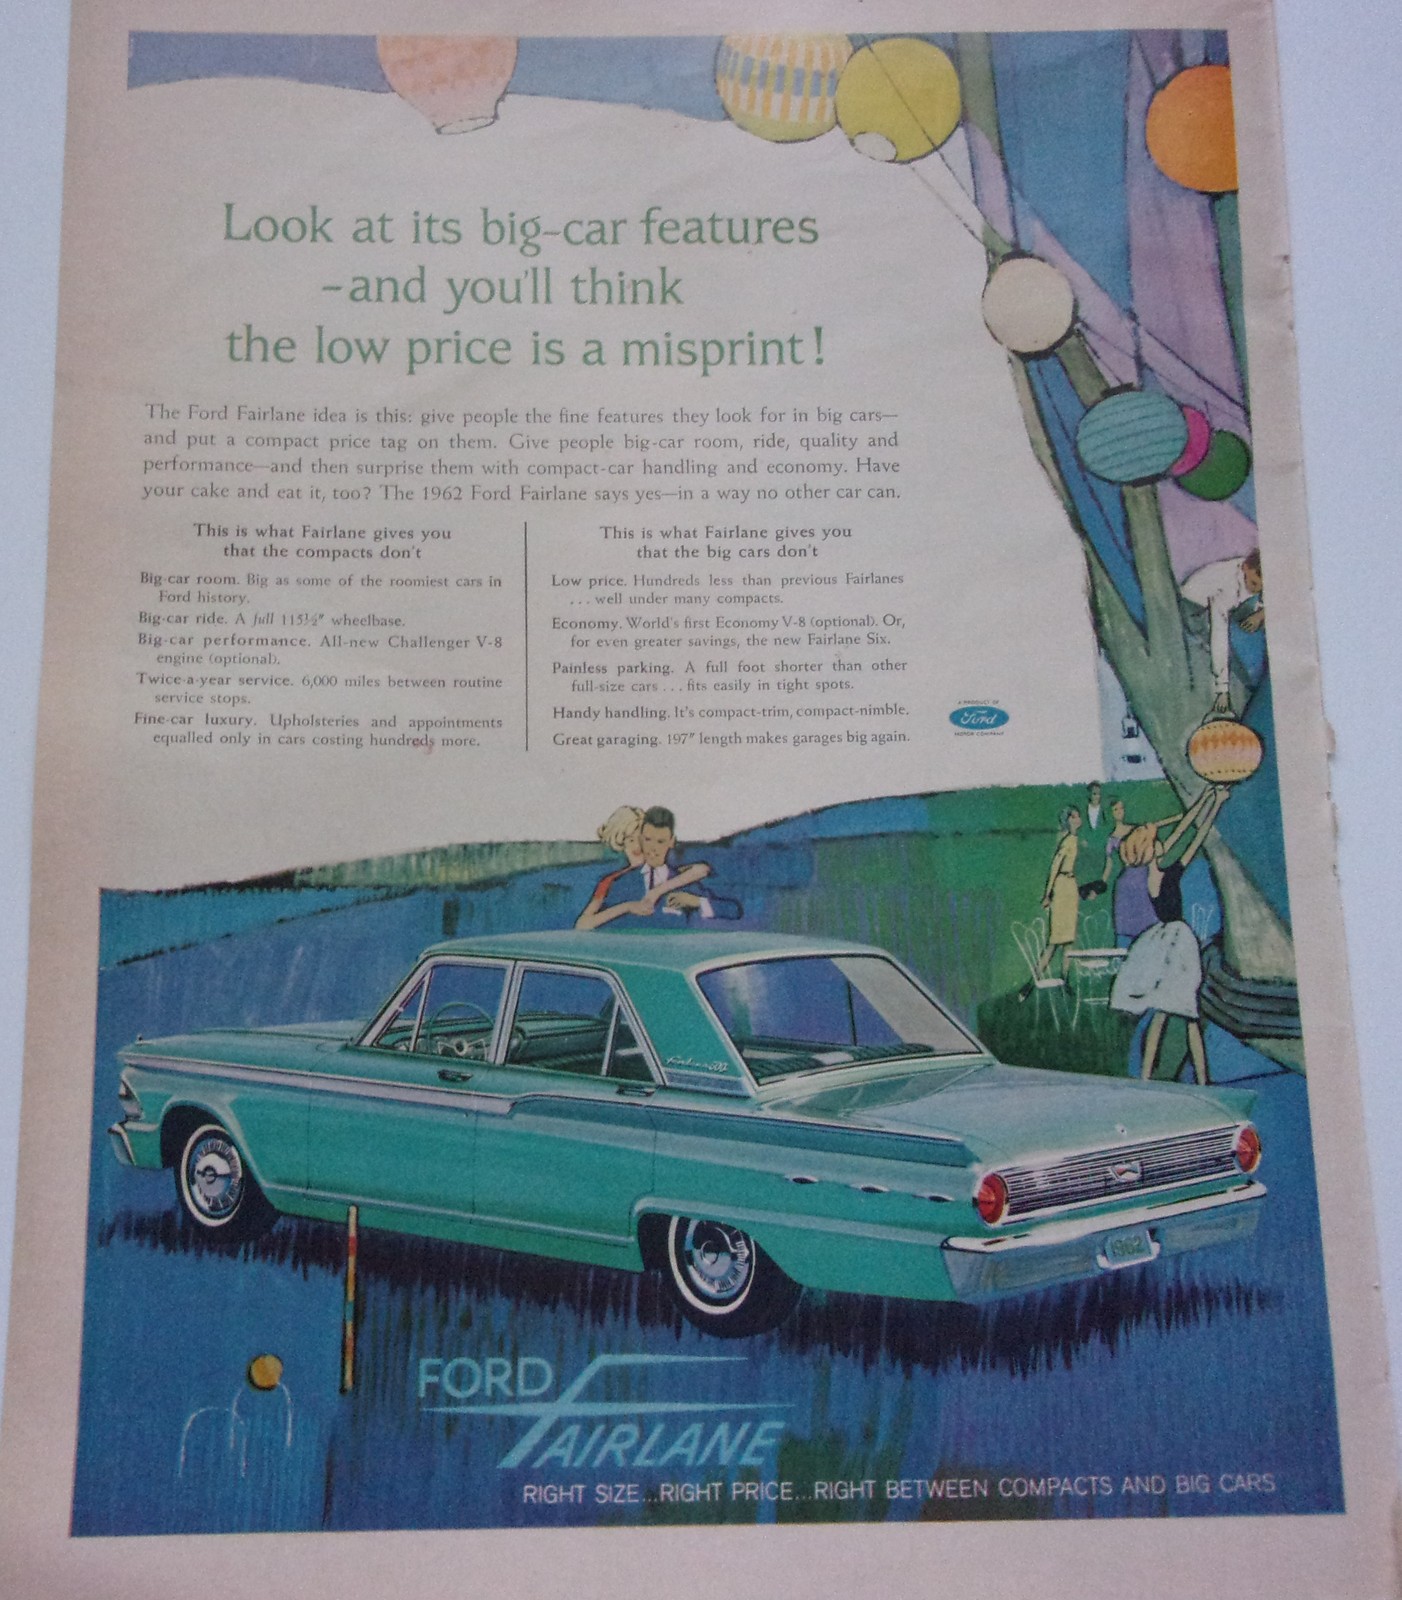 Look at its big-car features
-and you'll think
the low price is a misprint!
The Ford Fairlane idea is this: give people the fine features they look for in big cars—
and put a compact price tag on them. Give people big-car room, ride, quality and
performance—and then surprise them with compact-car handling and economy. Have
your cake and eat it, too? The 1962 Ford Fairlane says yes—in a way no other car can.
This is what Fairlane gives you
that the compacts don't
Big-car room. Big as some of the roomiest cars in
Ford history.
Big-car ride. A full 115½" wheelbase.
Big-car performance. All-new Challenger V-8
engine (optional).
Twice-a-year service. 6,000 miles between routine
service stops.
Fine-car luxury. Upholsteries and appointments
equalled only in cars costing hundreds more.
This is what Fairlane gives you
that the big cars don't
Low price. Hundreds less than previous Fairlanes
... well under many compacts.
Economy. World's first Economy V-8 (optional). Or,
for even greater savings, the new Fairlane Six.
Painless parking. A full foot shorter than other
full-size cars ... fits easily in tight spots.
Handy handling. It's compact-trim, compact-nimble.
Great garaging. 197" length makes garages big again.
A PRODUCT OF
Ford
MOTOR COMPANY
Fairlane 500
1962
FORD
FAIRLANE
RIGHT SIZE...RIGHT PRICE...RIGHT BETWEEN COMPACTS AND BIG CARS